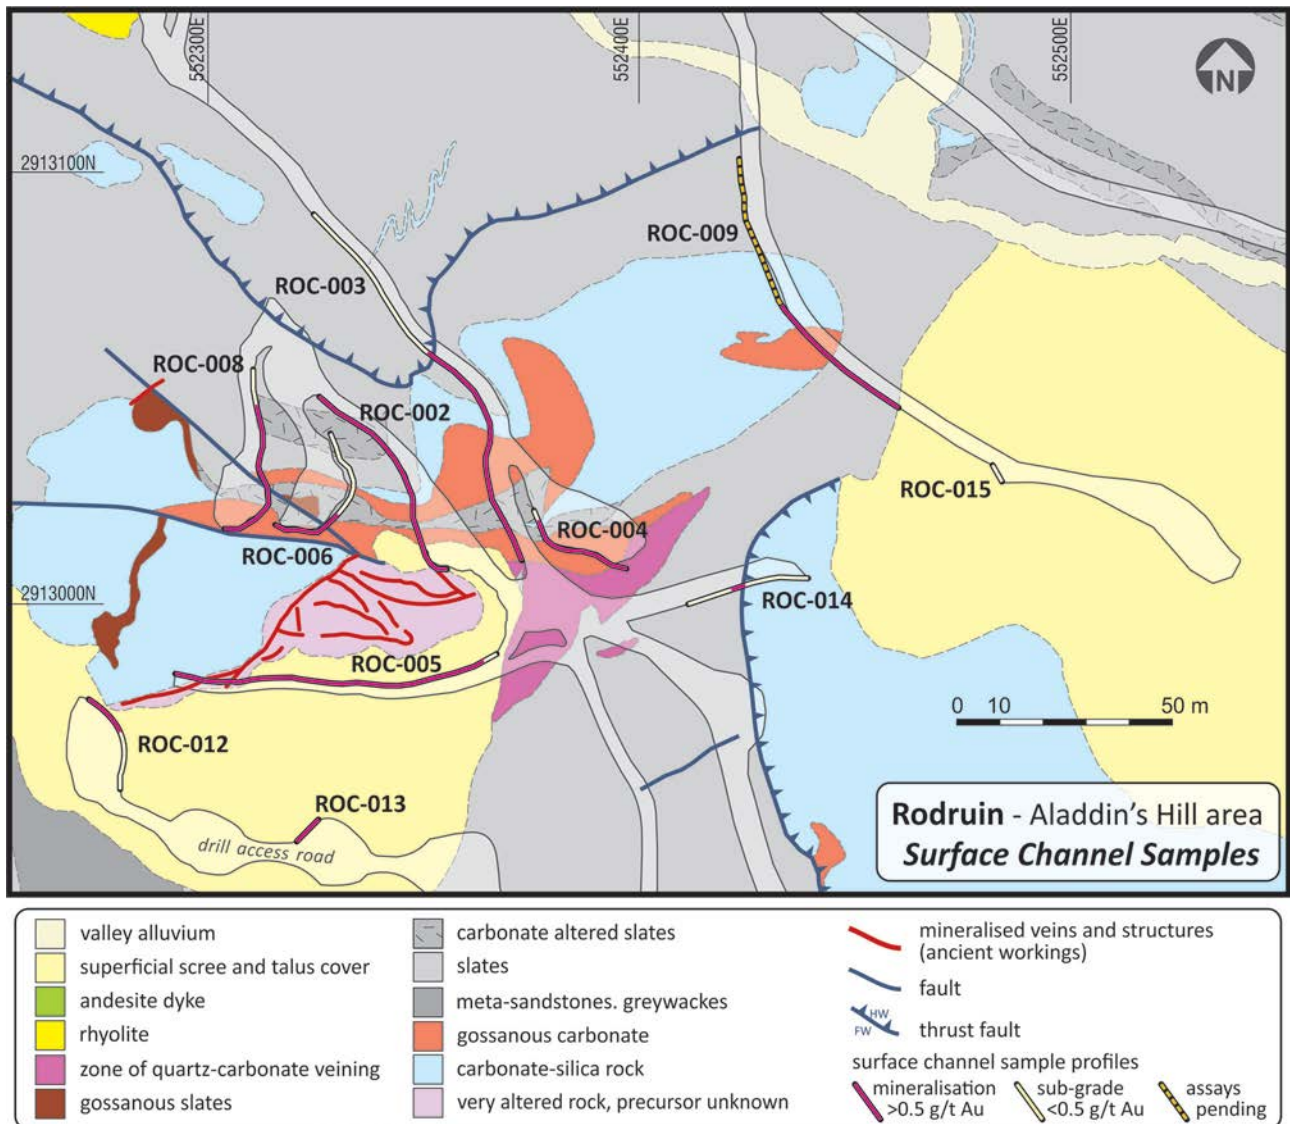 552300E
552400E
552500E
N
2913100N
ROC-009
ROC-003
ROC-008
ROC-002
ROC-015
ROC-004
ROC-006
2913000N
ROC-014
ROC-005
0 10 50 m
ROC-012
ROC-013
drill access road
Rodruin - Aladdin's Hill area
Surface Channel Samples
valley alluvium
superficial scree and talus cover
andesite dyke
rhyolite
zone of quartz-carbonate veining
gossanous slates
carbonate altered slates
slates
meta-sandstones. greywackes
gossanous carbonate
carbonate-silica rock
very altered rock, precursor unknown
mineralised veins and structures
(ancient workings)
fault
HW
FW
thrust fault
surface channel sample profiles
mineralisation
>0.5 g/t Au
sub-grade
<0.5 g/t Au
assays
pending